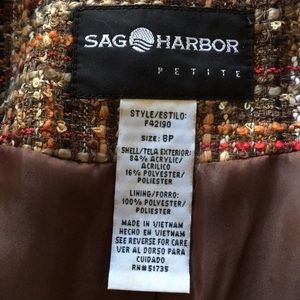 SAG HARBOR
PETITE
STYLE/ESTILO:
F42190
SIZE: 8P
SHELL/TELA EXTERIOR:
84% ACRYLIC/
ACRILICO
16% POLYESTER/
POLIESTER
LINING/FORRO:
100% POLYESTER/
POLIESTER
MADE IN VIETNAM
HECHO EN VIETNAM
SEE REVERSE FOR CARE
VER AL DORSO PARA
CUIDADO
RN# 51735